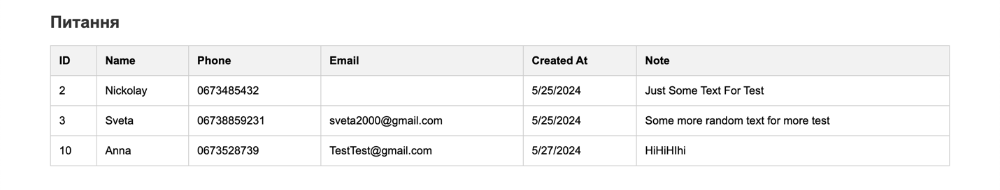 Питання
ID Name Phone Email Created At Note
2 Nickolay 0673485432 5/25/2024 Just Some Text For Test
3 Sveta 06738859231 sveta2000@gmail.com 5/25/2024 Some more random text for more test
10 Anna 0673528739 TestTest@gmail.com 5/27/2024 HiHiHIhi